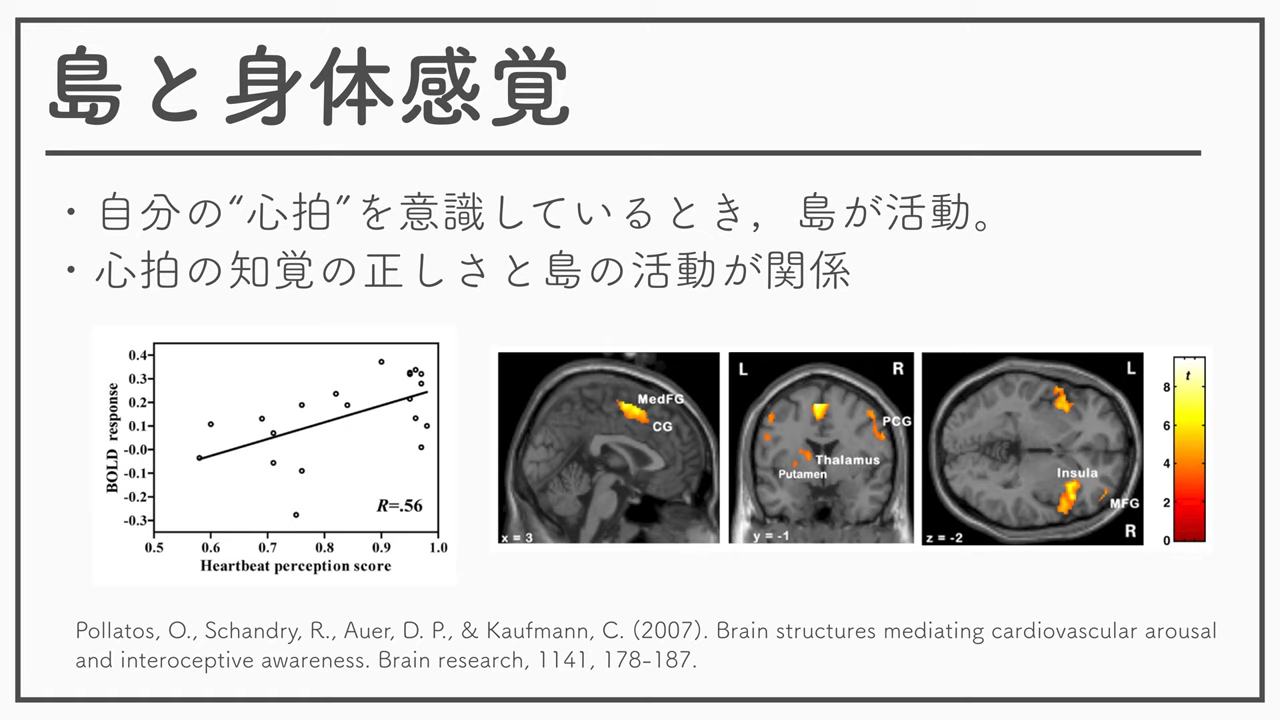 島と身体感覚
・自分の“心拍”を意識しているとき，島が活動。
・心拍の知覚の正しさと島の活動が関係
BOLD response
0.4
0.3
0.2
0.1
-0.0
-0.1
-0.2
-0.3
R=.56
0.5 0.6 0.7 0.8 0.9 1.0
Heartbeat perception score
MedFG
CG
x = 3
L R
PCG
Thalamus
Putamen
y = -1
L
Insula
MFG
R
z = -2
t
8
6
4
2
0
Pollatos, O., Schandry, R., Auer, D. P., & Kaufmann, C. (2007). Brain structures mediating cardiovascular arousal
and interoceptive awareness. Brain research, 1141, 178-187.